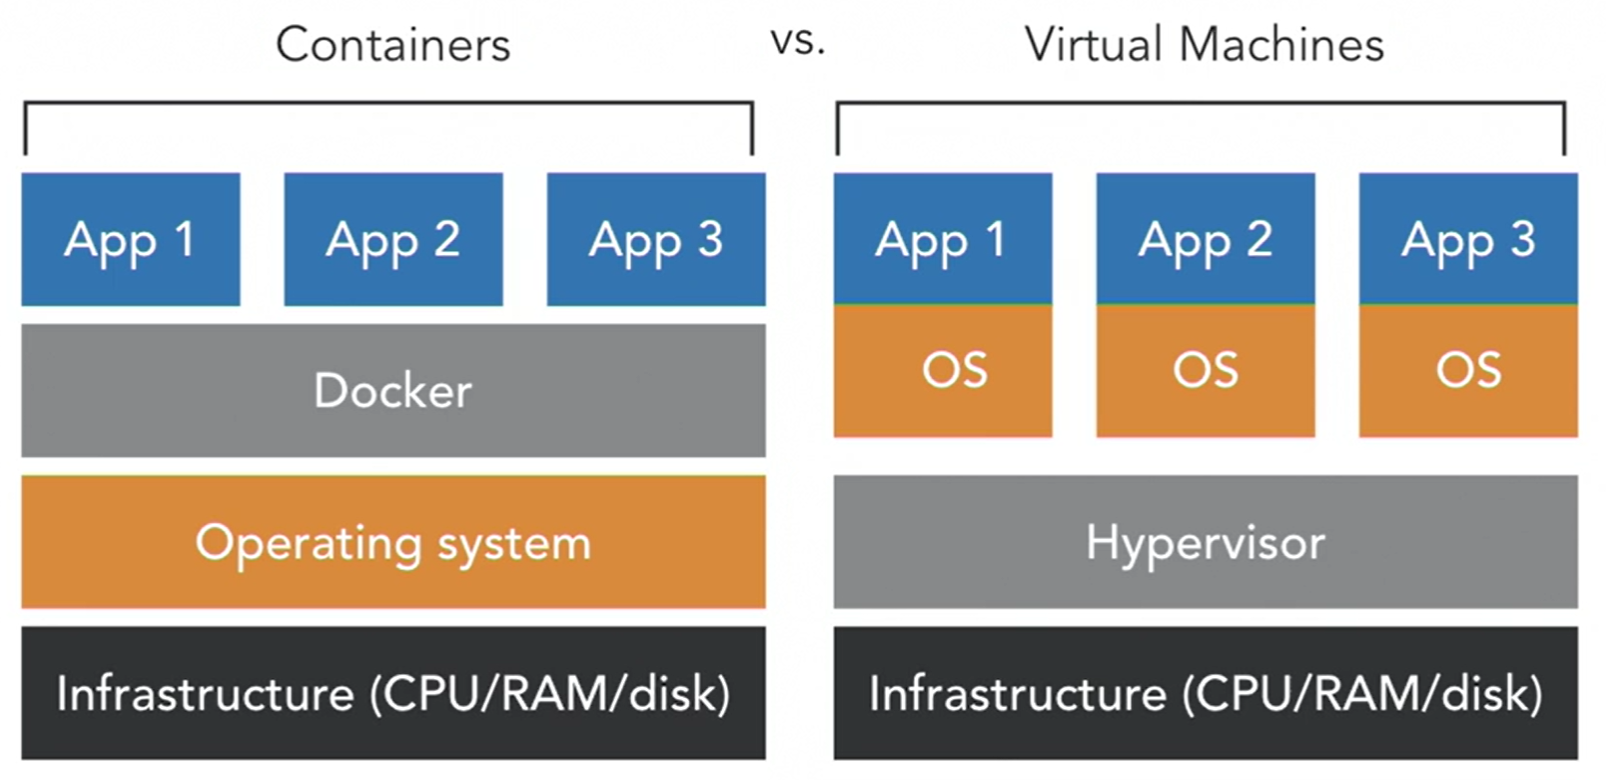 Containers
vs.
Virtual Machines
App 1
App 2
App 3
Docker
Operating system
Infrastructure (CPU/RAM/disk)
App 1
App 2
App 3
OS
OS
OS
Hypervisor
Infrastructure (CPU/RAM/disk)